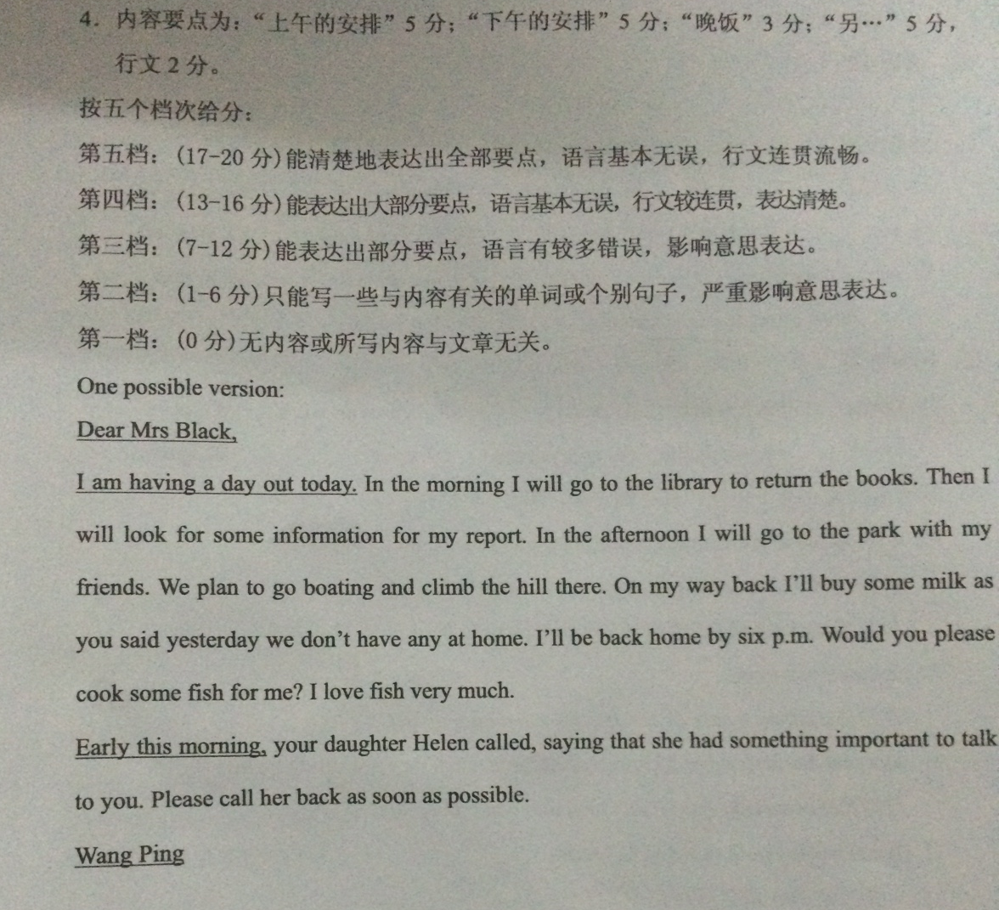 4. 内容要点为：“上午的安排”5 分；“下午的安排”5 分；“晚饭”3 分；“另…”5 分，
行文 2 分。
按五个档次给分：
第五档：(17-20 分)能清楚地表达出全部要点，语言基本无误，行文连贯流畅。
第四档：(13-16 分)能表达出大部分要点，语言基本无误，行文较连贯，表达清楚。
第三档：(7-12 分)能表达出部分要点，语言有较多错误，影响意思表达。
第二档：(1-6 分)只能写一些与内容有关的单词或个别句子，严重影响意思表达。
第一档：(0 分)无内容或所写内容与文章无关。
One possible version:
Dear Mrs Black,
I am having a day out today. In the morning I will go to the library to return the books. Then I
will look for some information for my report. In the afternoon I will go to the park with my
friends. We plan to go boating and climb the hill there. On my way back I’ll buy some milk as
you said yesterday we don’t have any at home. I’ll be back home by six p.m. Would you please
cook some fish for me? I love fish very much.
Early this morning, your daughter Helen called, saying that she had something important to talk
to you. Please call her back as soon as possible.
Wang Ping